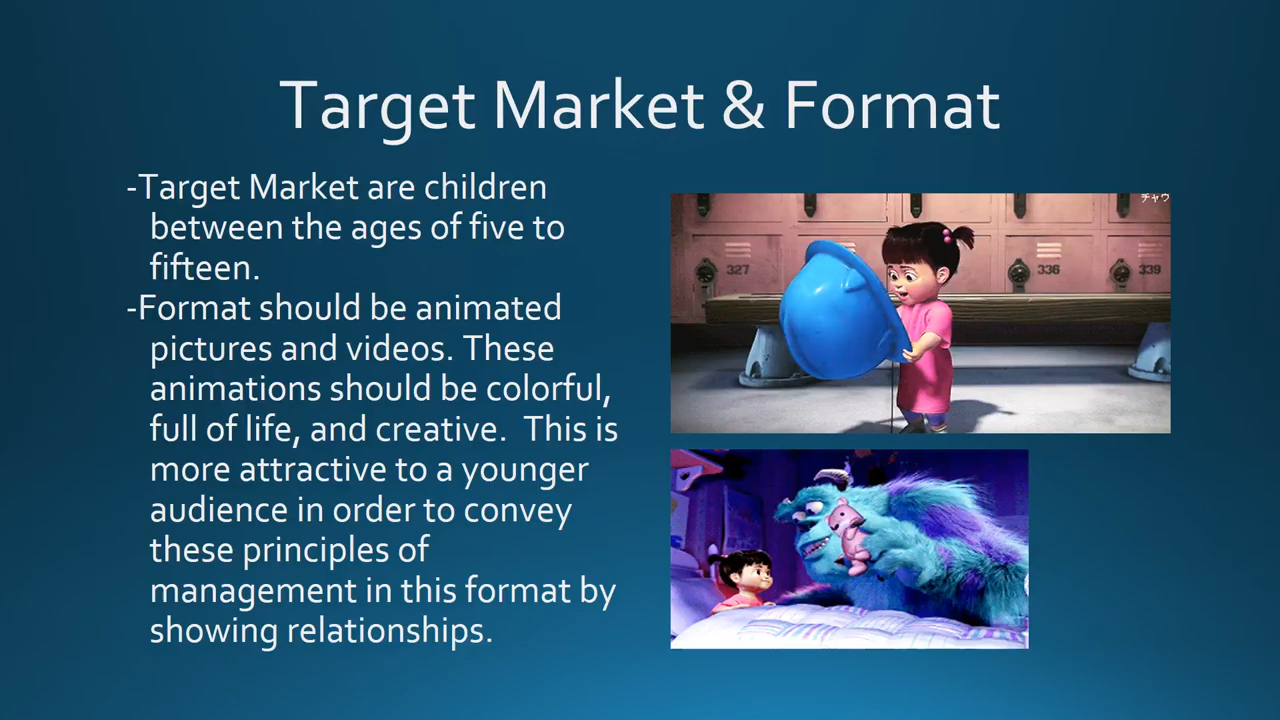 Target Market & Format
-Target Market are children
between the ages of five to
fifteen.
-Format should be animated
pictures and videos. These
animations should be colorful,
full of life, and creative.  This is
more attractive to a younger
audience in order to convey
these principles of
management in this format by
showing relationships.
チャウ
327
336
339